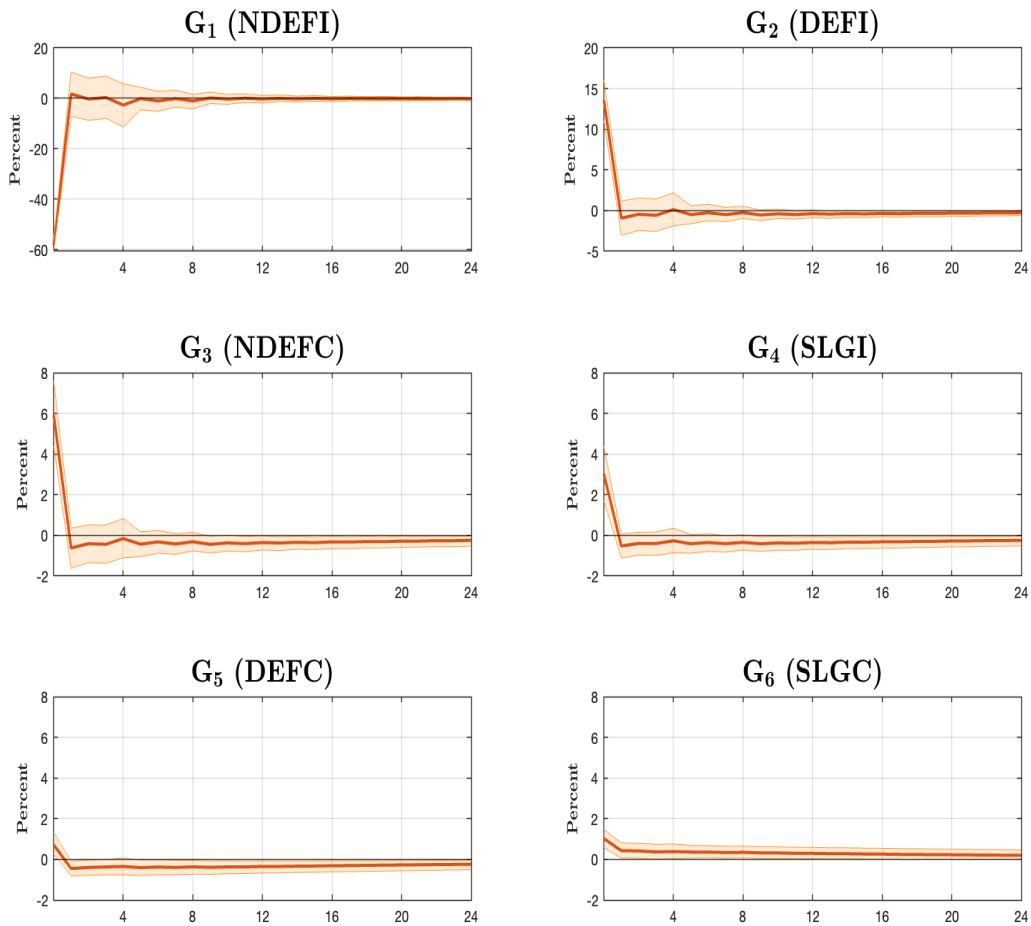 G₁ (NDEFI)
Percent
20
0
-20
-40
-60
4 8 12 16 20 24
G₂ (DEFI)
Percent
20
15
10
5
0
-5
4 8 12 16 20 24
G₃ (NDEFC)
Percent
8
6
4
2
0
-2
4 8 12 16 20 24
G₄ (SLGI)
Percent
8
6
4
2
0
-2
4 8 12 16 20 24
G₅ (DEFC)
Percent
8
6
4
2
0
-2
4 8 12 16 20 24
G₆ (SLGC)
Percent
8
6
4
2
0
-2
4 8 12 16 20 24